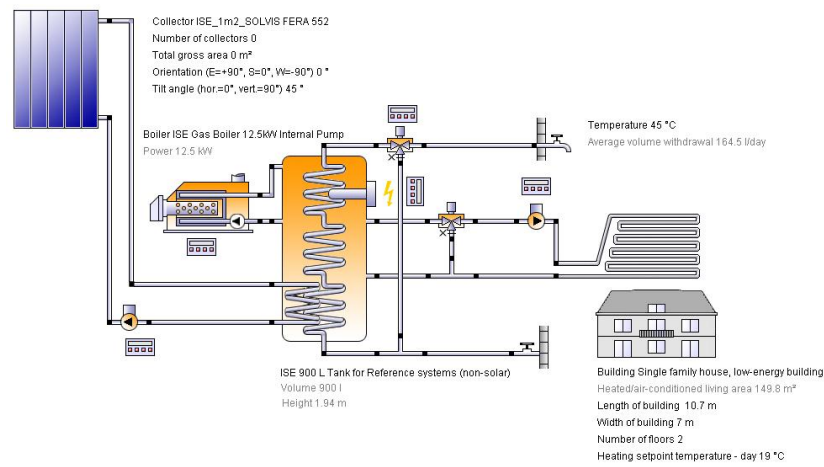 Collector ISE_1m2_SOLVIS FERA 552
Number of collectors 0
Total gross area 0 m²
Orientation (E=+90°, S=0°, W=-90°) 0 °
Tilt angle (hor.=0°, vert.=90°) 45 °
Boiler ISE Gas Boiler 12.5kW Internal Pump
Power 12.5 kW
Temperature 45 °C
Average volume withdrawal 164.5 l/day
ISE 900 L Tank for Reference systems (non-solar)
Volume 900 l
Height 1.94 m
Building Single family house, low-energy building
Heated/air-conditioned living area 149.8 m²
Length of building 10.7 m
Width of building 7 m
Number of floors 2
Heating setpoint temperature - day 19 °C